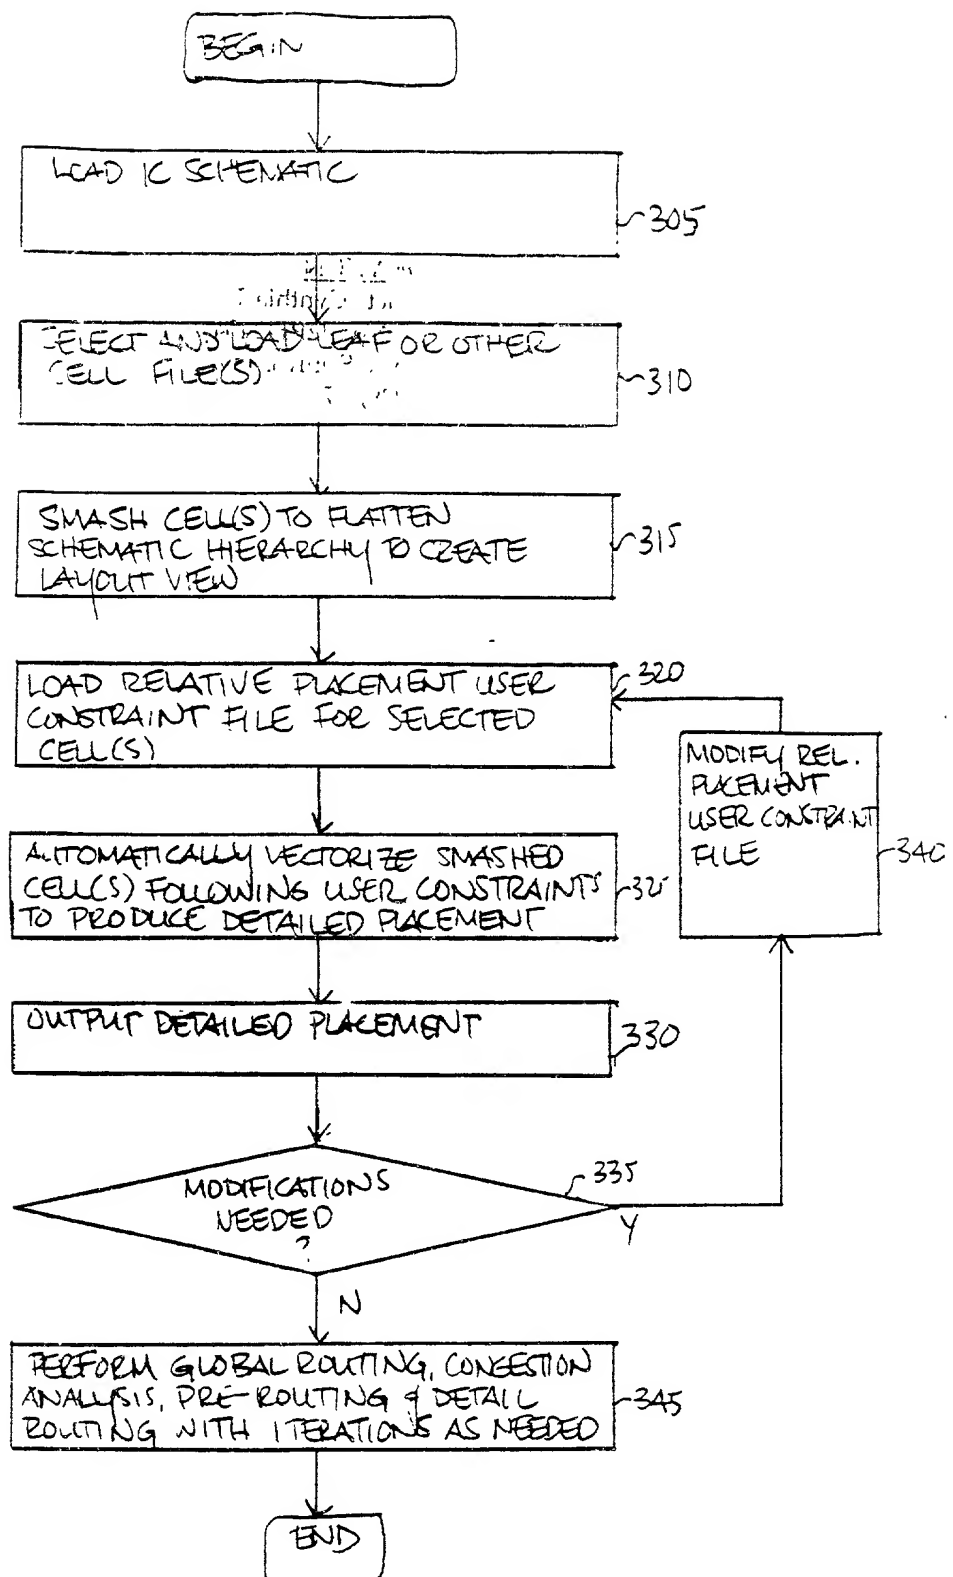 BEGIN
LOAD IC SCHEMATIC
305
SELECT AND LOAD LEAF OR OTHER
CELL FILE(S)
310
SMASH CELL(S) TO FLATTEN
SCHEMATIC HIERARCHY TO CREATE
LAYOUT VIEW
315
LOAD RELATIVE PLACEMENT USER
CONSTRAINT FILE FOR SELECTED
CELL(S)
320
AUTOMATICALLY VECTORIZE SMASHED
CELL(S) FOLLOWING USER CONSTRAINTS
TO PRODUCE DETAILED PLACEMENT
325
MODIFY REL.
PLACEMENT
USER CONSTRAINT
FILE
340
OUTPUT DETAILED PLACEMENT
330
MODIFICATIONS
NEEDED
?
335
Y
N
PERFORM GLOBAL ROUTING, CONGESTION
ANALYSIS, PRE-ROUTING & DETAIL
ROUTING WITH ITERATIONS AS NEEDED
345
END